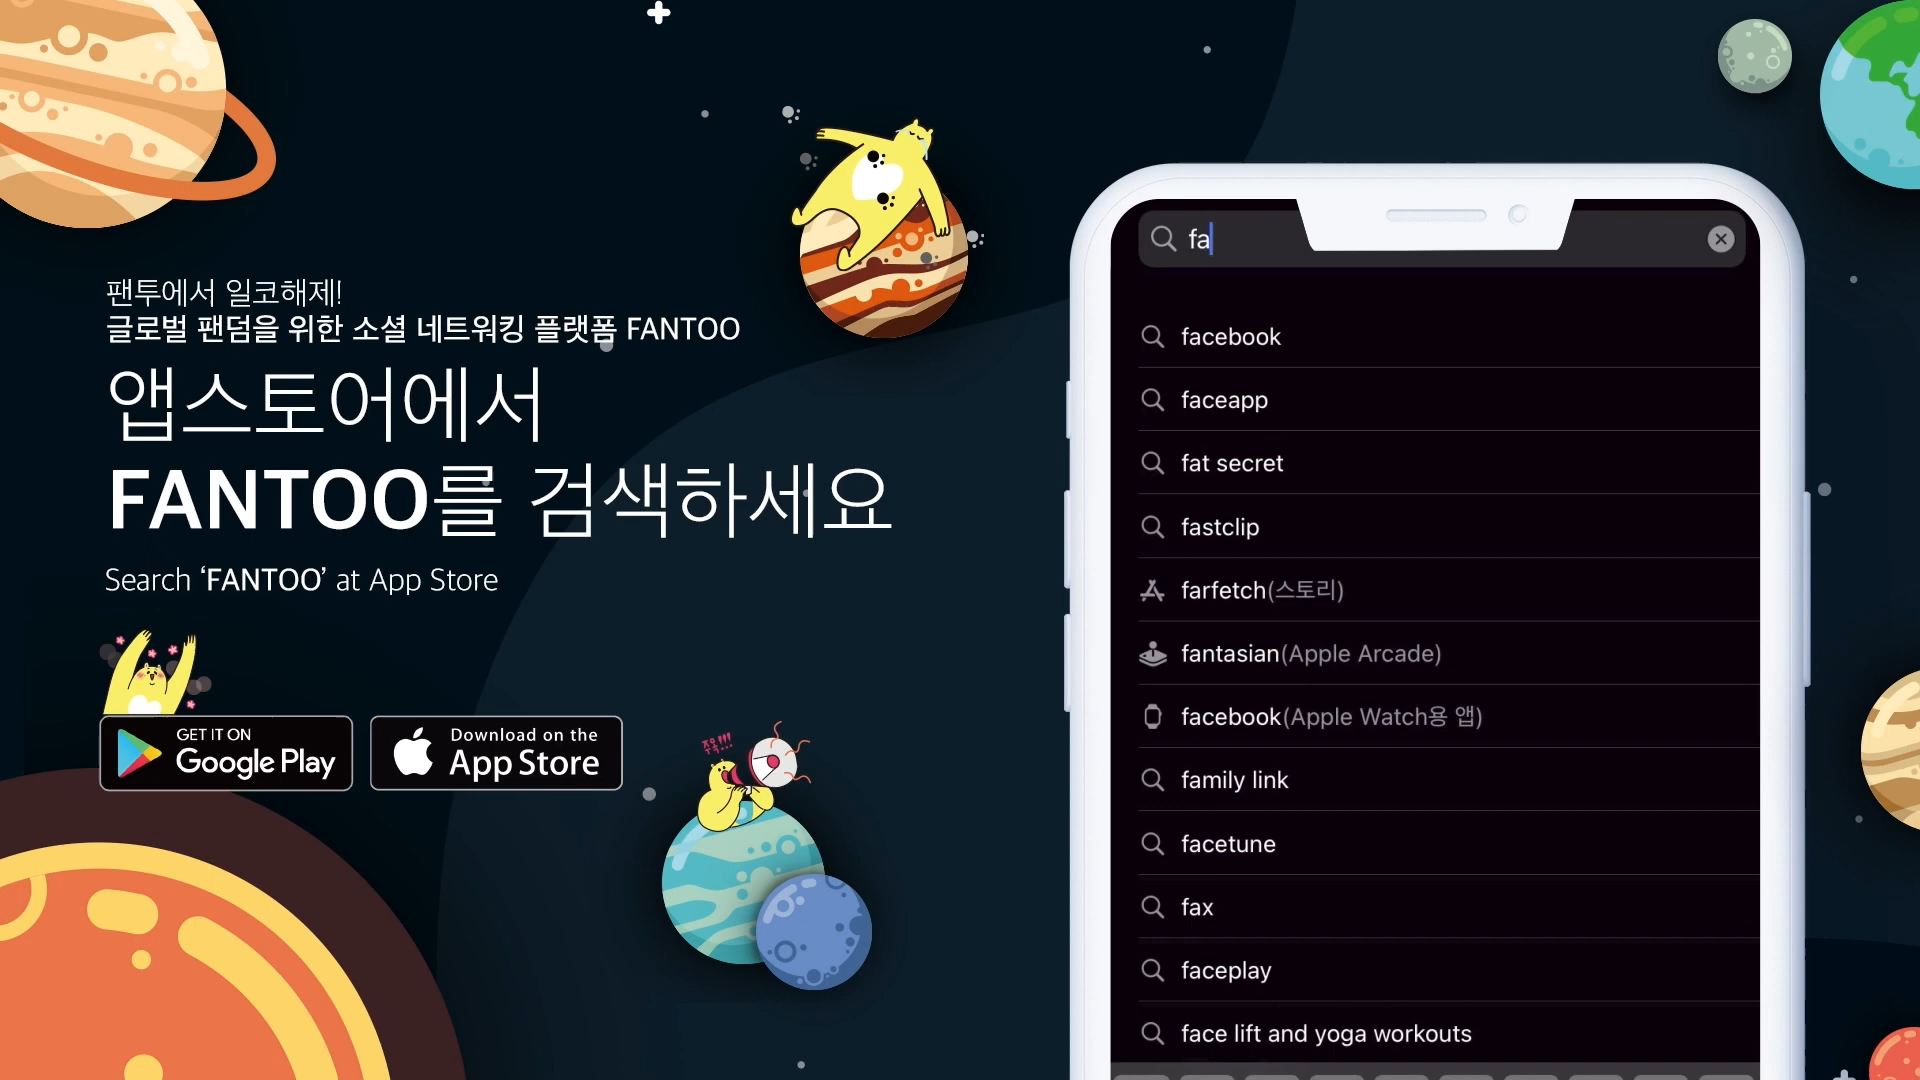 팬투에서 일코해제!
글로벌 팬덤을 위한 소셜 네트워킹 플랫폼 FANTOO
앱스토어에서
FANTOO를 검색하세요
Search ‘FANTOO’ at App Store
GET IT ON
Google Play
Download on the
App Store
fa
facebook
faceapp
fat secret
fastclip
farfetch(스토리)
fantasian(Apple Arcade)
facebook(Apple Watch용 앱)
family link
facetune
fax
faceplay
face lift and yoga workouts